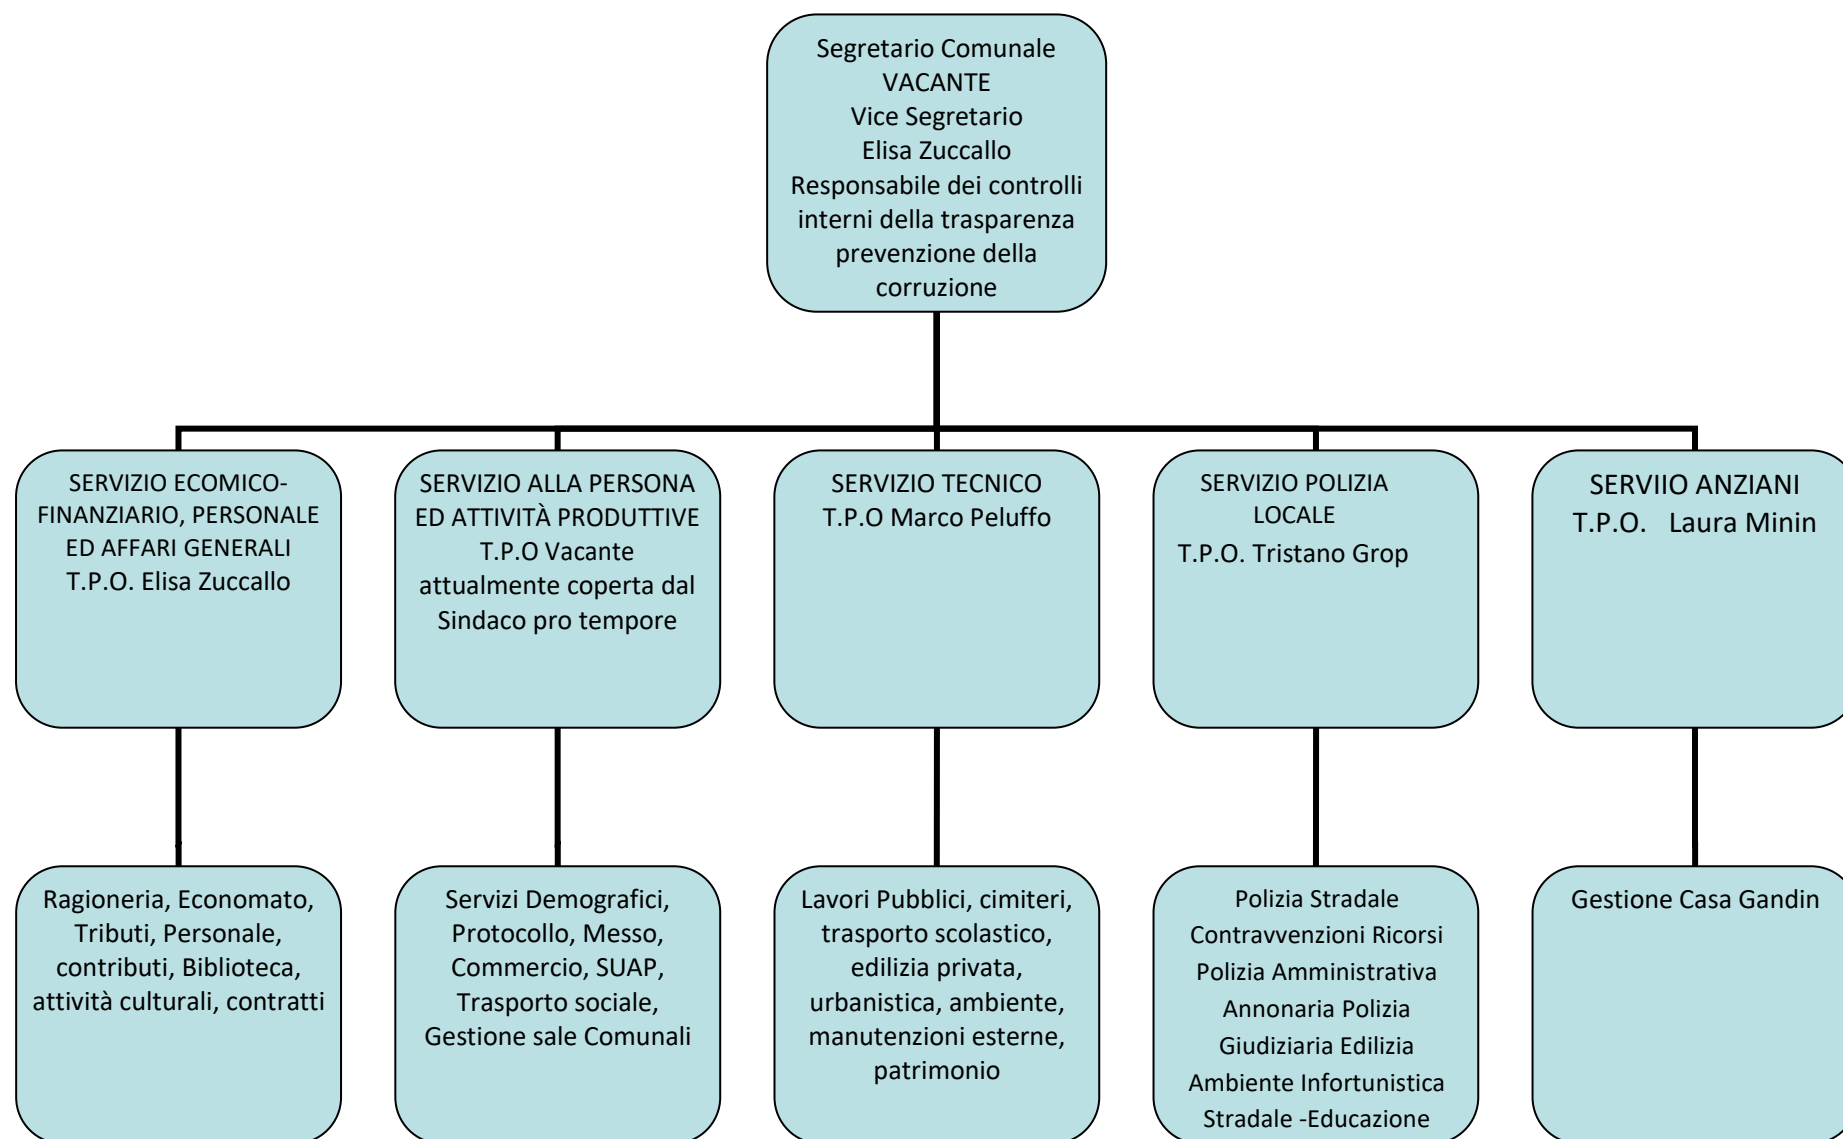 Segretario Comunale
VACANTE
Vice Segretario
Elisa Zuccallo
Responsabile dei controlli
interni della trasparenza
prevenzione della
corruzione
SERVIZIO ECOMICO-
FINANZIARIO, PERSONALE
ED AFFARI GENERALI
T.P.O. Elisa Zuccallo
SERVIZIO ALLA PERSONA
ED ATTIVITÀ PRODUTTIVE
T.P.O Vacante
attualmente coperta dal
Sindaco pro tempore
SERVIZIO TECNICO
T.P.O Marco Peluffo
SERVIZIO POLIZIA
LOCALE
T.P.O. Tristano Grop
SERVIIO ANZIANI
T.P.O. Laura Minin
Ragioneria, Economato,
Tributi, Personale,
contributi, Biblioteca,
attività culturali, contratti
Servizi Demografici,
Protocollo, Messo,
Commercio, SUAP,
Trasporto sociale,
Gestione sale Comunali
Lavori Pubblici, cimiteri,
trasporto scolastico,
edilizia privata,
urbanistica, ambiente,
manutenzioni esterne,
patrimonio
Polizia Stradale
Contravvenzioni Ricorsi
Polizia Amministrativa
Annonaria Polizia
Giudiziaria Edilizia
Ambiente Infortunistica
Stradale -Educazione
Gestione Casa Gandin